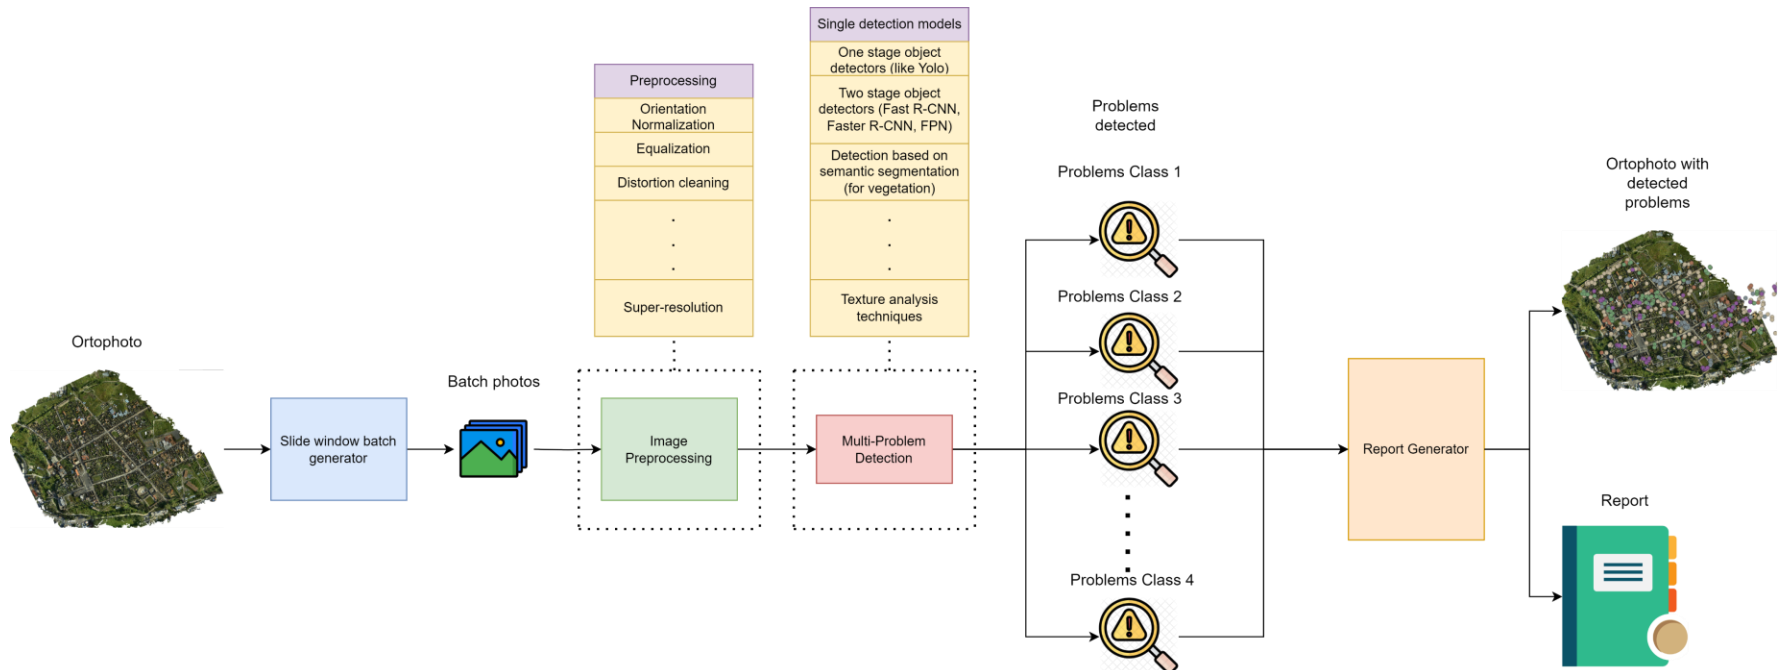 Ortophoto
Slide window batch
generator
Batch photos
Preprocessing
Orientation
Normalization
Equalization
Distortion cleaning
.
.
.
Super-resolution
Image
Preprocessing
Single detection models
One stage object
detectors (like Yolo)
Two stage object
detectors (Fast R-CNN,
Faster R-CNN, FPN)
Detection based on
semantic segmentation
(for vegetation)
.
.
.
Texture analysis
techniques
Multi-Problem
Detection
Problems
detected
Problems Class 1
Problems Class 2
Problems Class 3
Problems Class 4
Report Generator
Ortophoto with
detected
problems
Report